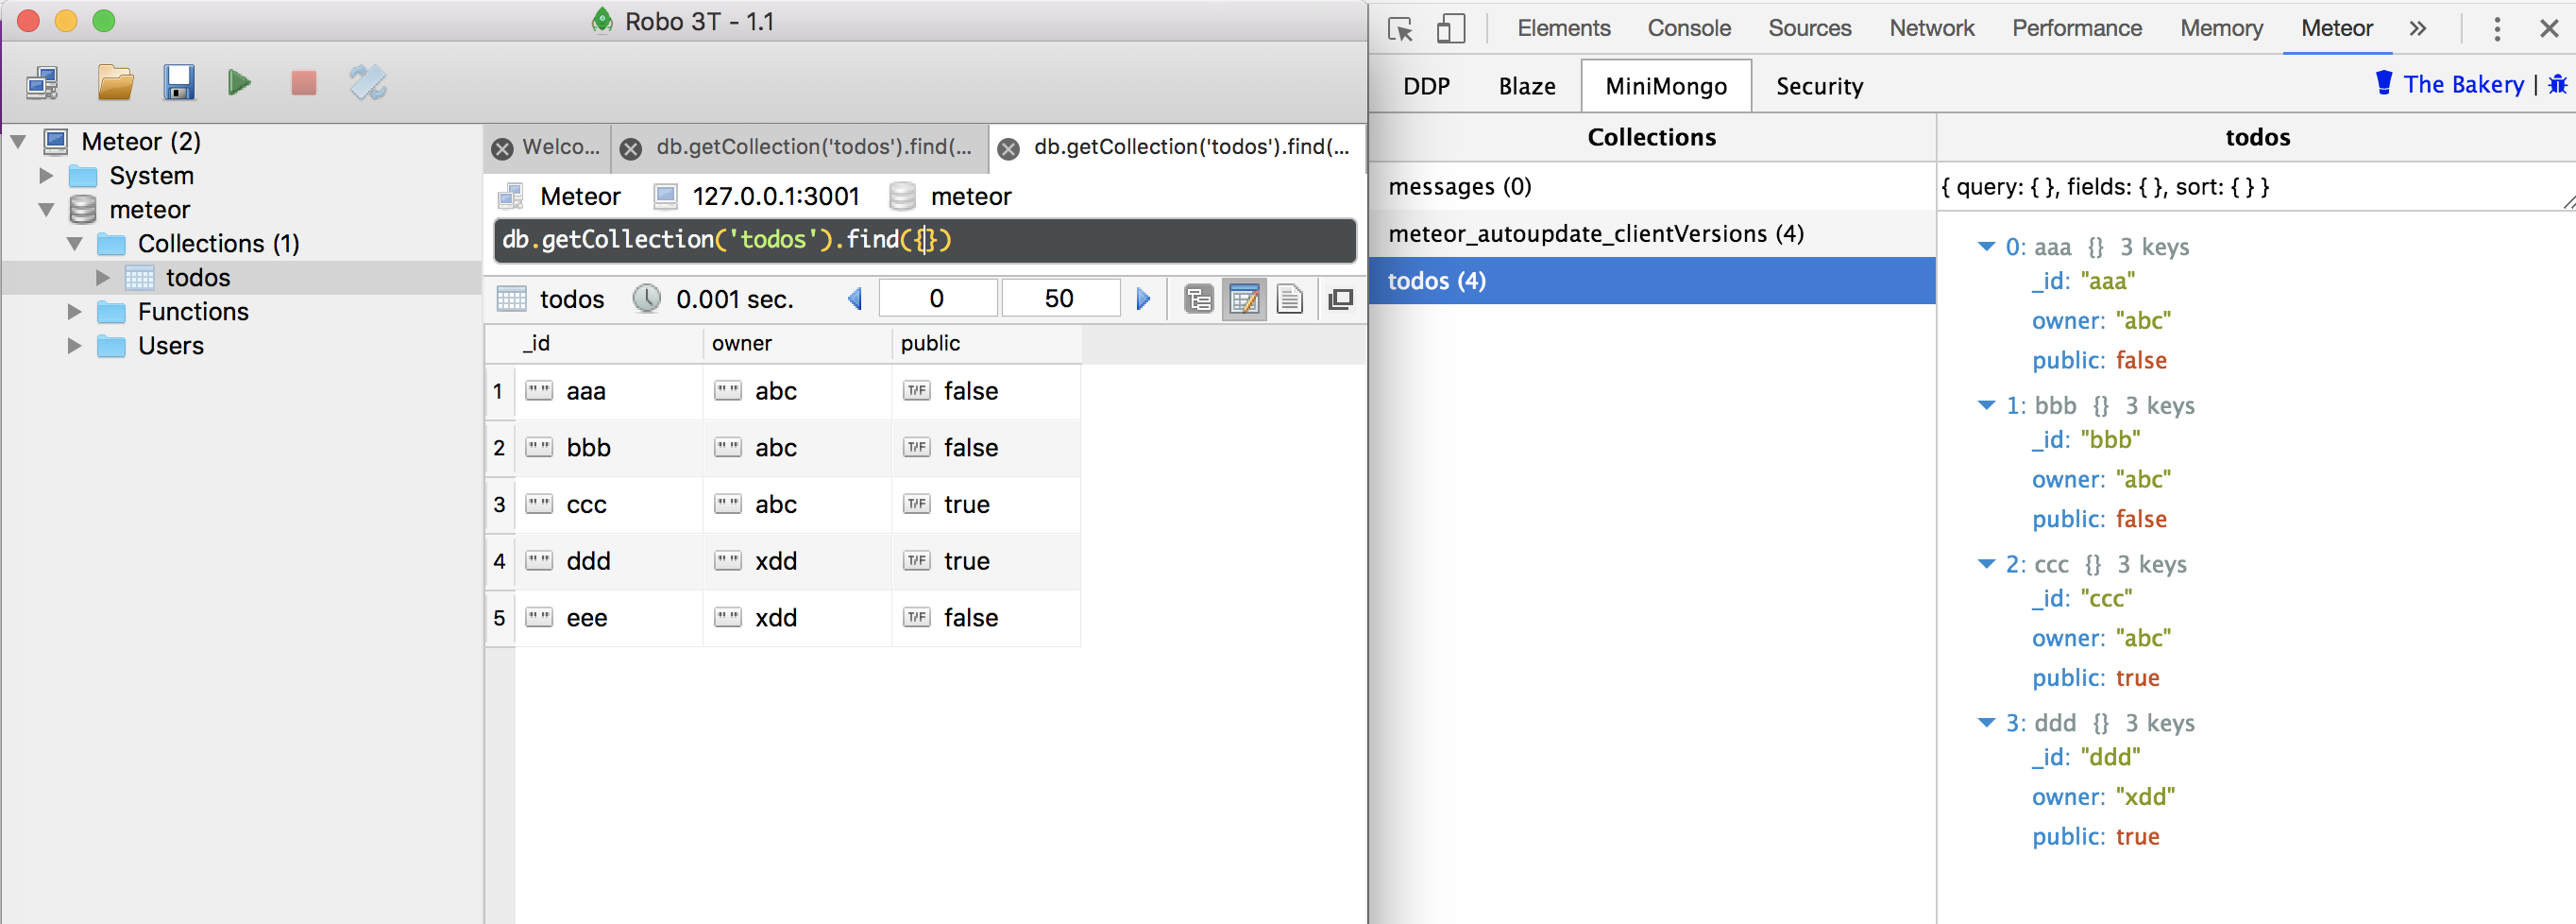 Robo 3T - 1.1
Meteor (2)
System
meteor
Collections (1)
todos
Functions
Users
Welco...
db.getCollection('todos').find(...
db.getCollection('todos').find(...
Meteor 127.0.0.1:3001 meteor
db.getCollection('todos').find({})
todos 0.001 sec. 0 50
_id owner public
1 "" aaa "" abc T/F false
2 "" bbb "" abc T/F false
3 "" ccc "" abc T/F true
4 "" ddd "" xdd T/F true
5 "" eee "" xdd T/F false
Elements Console Sources Network Performance Memory Meteor »
DDP Blaze MiniMongo Security The Bakery |
Collections
messages (0)
meteor_autoupdate_clientVersions (4)
todos (4)
todos
{ query: { }, fields: { }, sort: { } }
0: aaa {} 3 keys
_id: "aaa"
owner: "abc"
public: false
1: bbb {} 3 keys
_id: "bbb"
owner: "abc"
public: false
2: ccc {} 3 keys
_id: "ccc"
owner: "abc"
public: true
3: ddd {} 3 keys
_id: "ddd"
owner: "xdd"
public: true